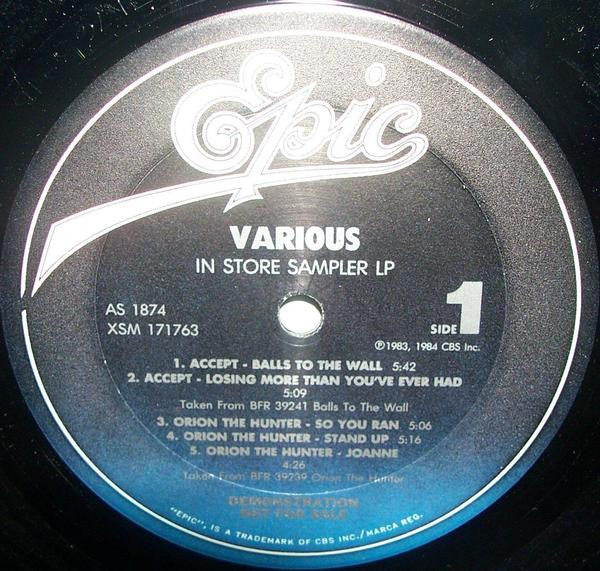 Epic
VARIOUS
IN STORE SAMPLER LP
AS 1874
XSM 171763
SIDE 1
℗1983, 1984 CBS Inc.
1. ACCEPT - BALLS TO THE WALL 5:42
2. ACCEPT - LOSING MORE THAN YOU'VE EVER HAD
5:09
Taken From BFR 39241 Balls To The Wall
3. ORION THE HUNTER - SO YOU RAN 5:06
4. ORION THE HUNTER - STAND UP 5:16
5. ORION THE HUNTER - JOANNE
4:26
Taken From BFR 39239 Orion The Hunter
DEMONSTRATION
NOT FOR SALE
"EPIC", IS A TRADEMARK OF CBS INC./MARCA REG.